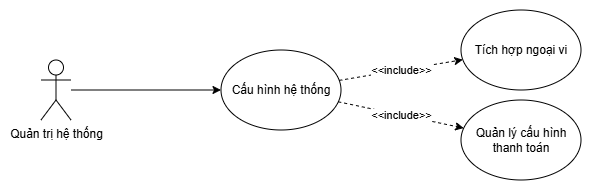 Tích hợp ngoại vi
<<include>>
Cấu hình hệ thống
<<include>>
Quản trị hệ thống
Quản lý cấu hình
thanh toán